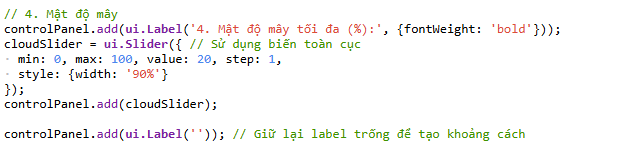 // 4. Mật độ mây
controlPanel.add(ui.Label('4. Mật độ mây tối đa (%):', {fontWeight: 'bold'}));
cloudSlider = ui.Slider({ // Sử dụng biến toàn cục
min: 0, max: 100, value: 20, step: 1,
style: {width: '90%'}
});
controlPanel.add(cloudSlider);
controlPanel.add(ui.Label('')); // Giữ lại label trống để tạo khoảng cách